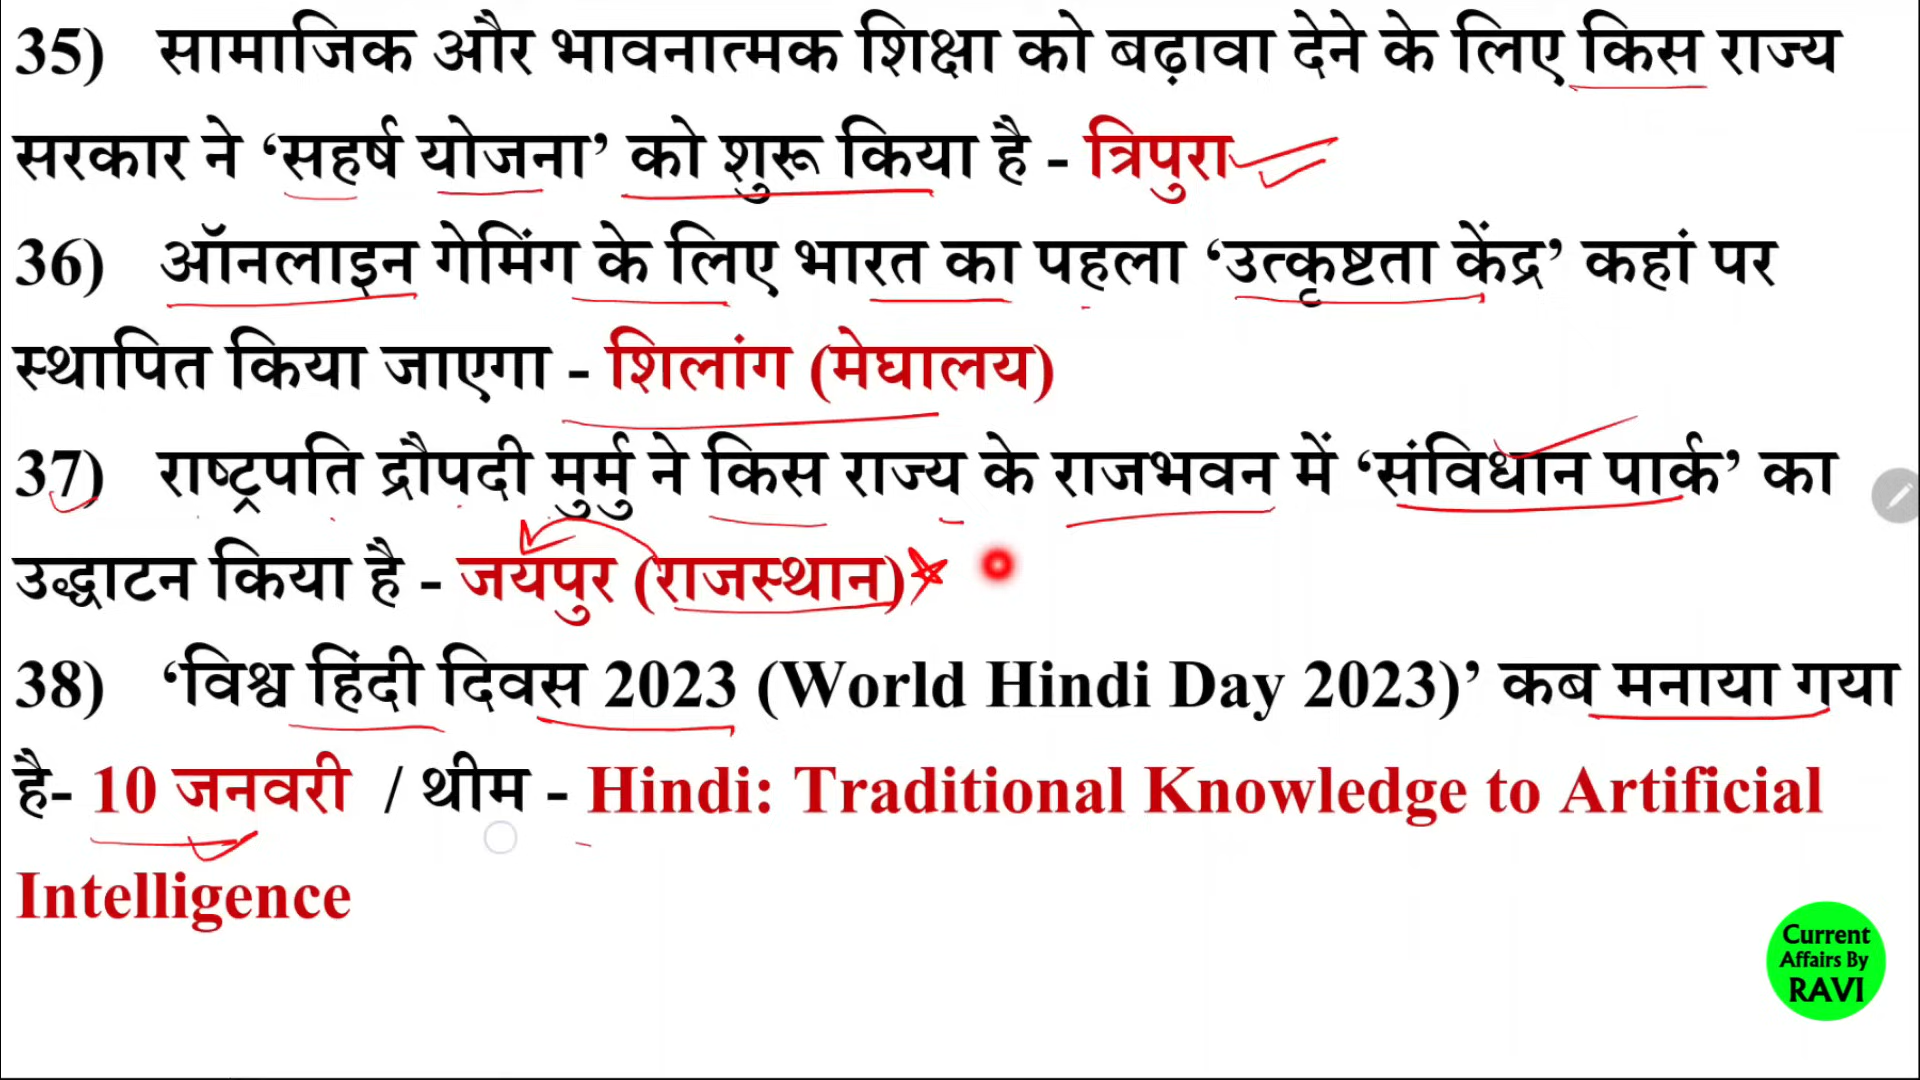 35) सामाजिक और भावनात्मक शिक्षा को बढ़ावा देने के लिए किस राज्य
सरकार ने ‘सहर्ष योजना’ को शुरू किया है - त्रिपुरा
36) ऑनलाइन गेमिंग के लिए भारत का पहला ‘उत्कृष्टता केंद्र’ कहां पर
स्थापित किया जाएगा - शिलांग (मेघालय)
37) राष्ट्रपति द्रौपदी मुर्मु ने किस राज्य के राजभवन में ‘संविधान पार्क’ का
उद्घाटन किया है - जयपुर (राजस्थान)
38) ‘विश्व हिंदी दिवस 2023 (World Hindi Day 2023)’ कब मनाया गया
है- 10 जनवरी / थीम - Hindi: Traditional Knowledge to Artificial
Intelligence
Current
Affairs By
RAVI